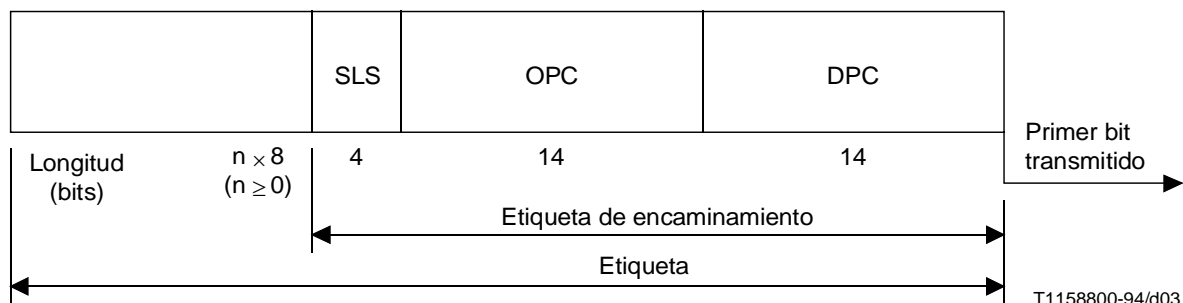 SLS OPC DPC
Longitud
(bits)
n × 8
(n ≥ 0)
4 14 14
Primer bit
transmitido
Etiqueta de encaminamiento
Etiqueta
T1158800-94/d03